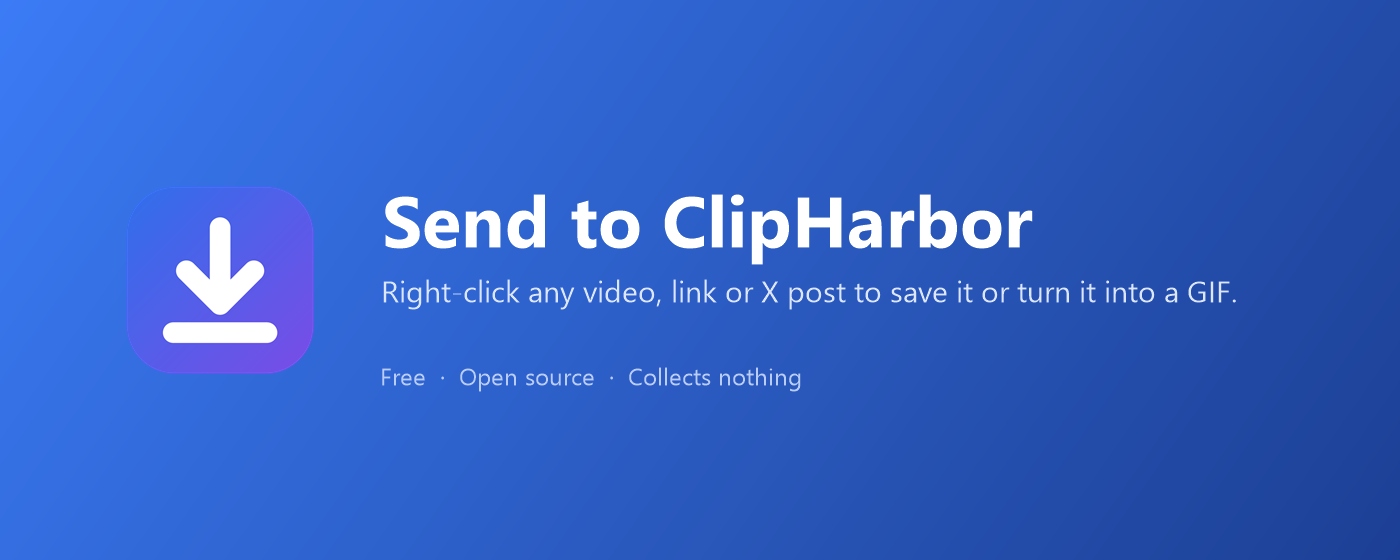 Send to ClipHarbor
Right-click any video, link or X post to save it or turn it into a GIF.
Free · Open source · Collects nothing